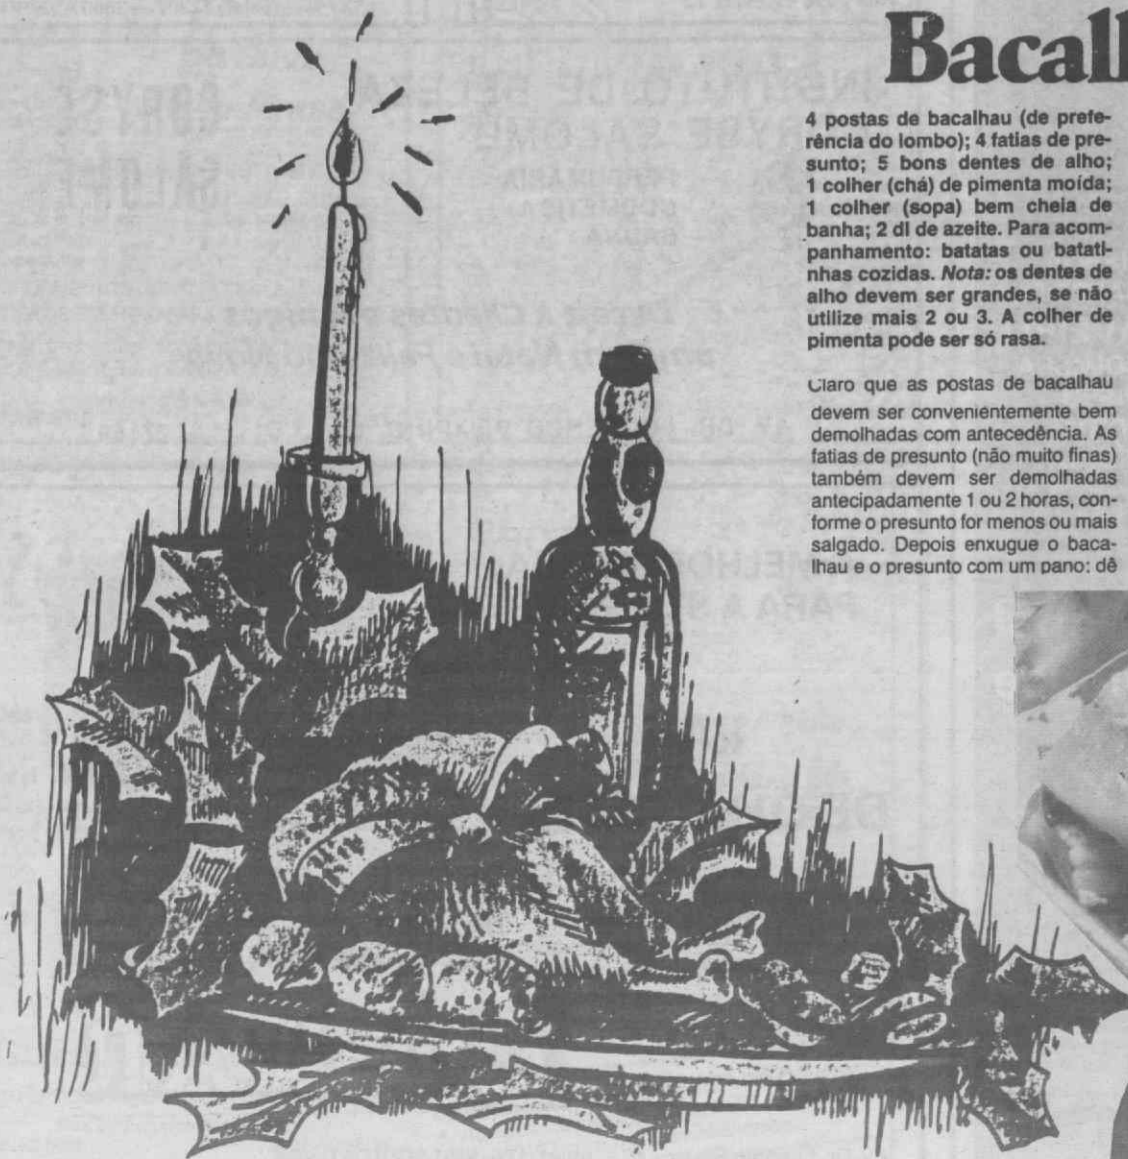 Bacall
4 postas de bacalhau (de prefe-
rência do lombo); 4 fatias de pre-
sunto; 5 bons dentes de alho;
1 colher (chá) de pimenta moída;
1 colher (sopa) bem cheia de
banha; 2 dl de azeite. Para acom-
panhamento: batatas ou batati-
nhas cozidas. Nota: os dentes de
alho devem ser grandes, se não
utilize mais 2 ou 3. A colher de
pimenta pode ser só rasa.
Claro que as postas de bacalhau
devem ser convenientemente bem
demolhadas com antecedência. As
fatias de presunto (não muito finas)
também devem ser demolhadas
antecipadamente 1 ou 2 horas, con-
forme o presunto for menos ou mais
salgado. Depois enxugue o baca-
lhau e o presunto com um pano: dê